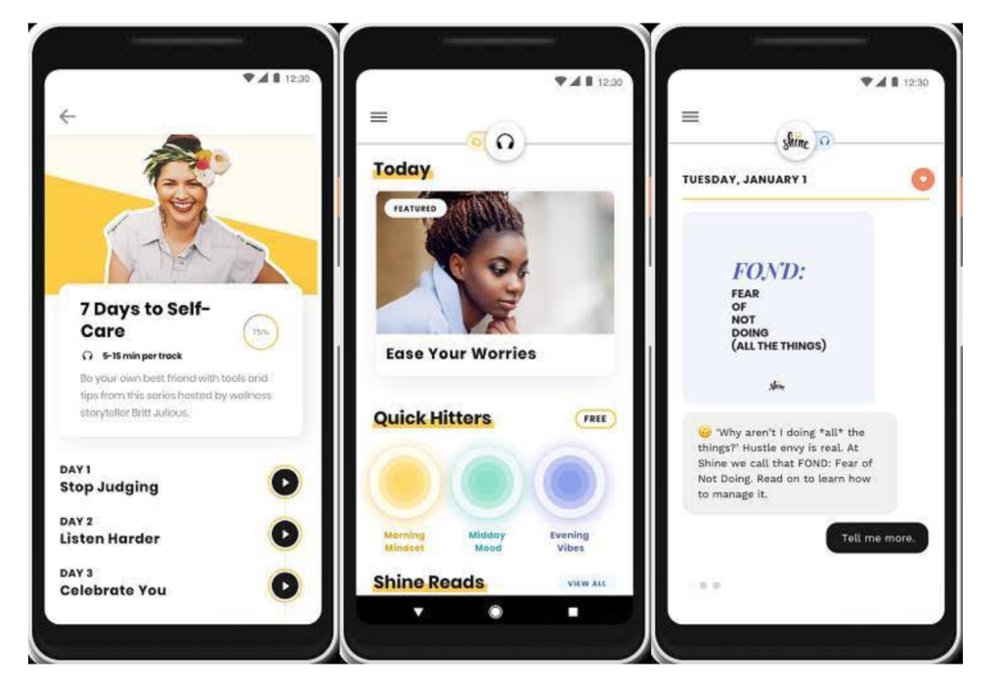 12:30
7 Days to Self-
Care
75%
5-15 min per track
Be your own best friend with tools and
tips from this series hosted by wellness
storyteller Britt Julious.
DAY 1
Stop Judging
DAY 2
Listen Harder
DAY 3
Celebrate You
12:30
Today
FEATURED
Ease Your Worries
Quick Hitters
FREE
Morning
Mindset
Midday
Mood
Evening
Vibes
Shine Reads
VIEW ALL
12:30
shine
TUESDAY, JANUARY 1
FOND:
FEAR
OF
NOT
DOING
(ALL THE THINGS)
shine
'Why aren't I doing *all* the
things?' Hustle envy is real. At
Shine we call that FOND: Fear of
Not Doing. Read on to learn how
to manage it.
Tell me more.